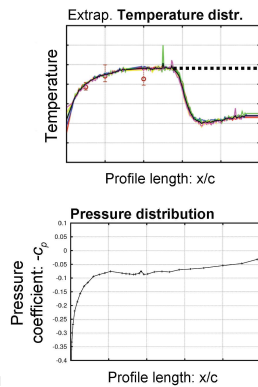 Extrap. Temperature distr.
Temperature
Profile length: x/c
Pressure distribution
Pressure
coefficient: -cp
0.1
0.05
0
-0.05
-0.1
-0.15
-0.2
-0.25
-0.3
-0.35
-0.4
Profile length: x/c